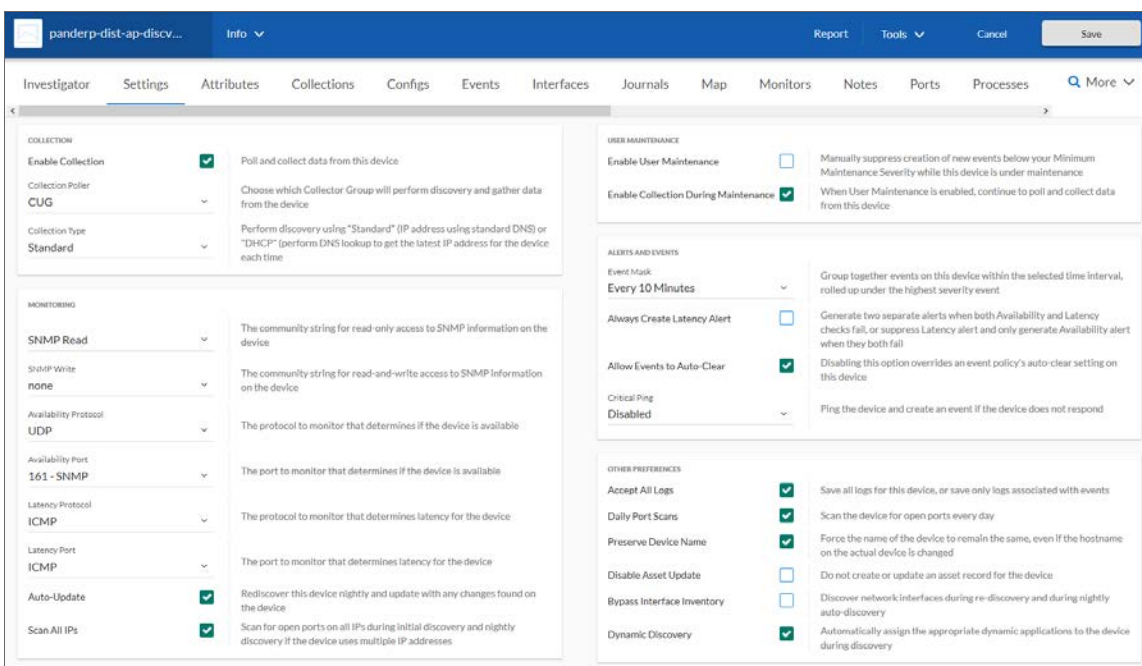 panderp-dist-ap-discv...
Info
Report
Tools
Cancel
Save
Investigator
Settings
Attributes
Collections
Configs
Events
Interfaces
Journals
Map
Monitors
Notes
Ports
Processes
More
COLLECTION
Enable Collection
Poll and collect data from this device
Collection Poller
CUG
Choose which Collector Group will perform discovery and gather data
from the device
Collection Type
Standard
Perform discovery using "Standard" (IP address using standard DNS) or
"DHCP" (perform DNS lookup to get the latest IP address for the device
each time
MONITORING
SNMP Read
The community string for read-only access to SNMP information on the
device
SNMP Write
none
The community string for read-and-write access to SNMP information
on the device
Availability Protocol
UDP
The protocol to monitor that determines if the device is available
Availability Port
161 - SNMP
The port to monitor that determines if the device is available
Latency Protocol
ICMP
The protocol to monitor that determines latency for the device
Latency Port
ICMP
The port to monitor that determines latency for the device
Auto-Update
Rediscover this device nightly and update with any changes found on
the device
Scan All IPs
Scan for open ports on all IPs during initial discovery and nightly
discovery if the device uses multiple IP addresses
USER MAINTENANCE
Enable User Maintenance
Manually suppress creation of new events below your Minimum
Maintenance Severity while this device is under maintenance
Enable Collection During Maintenance
When User Maintenance is enabled, continue to poll and collect data
from this device
ALERTS AND EVENTS
Event Mask
Every 10 Minutes
Group together events on this device within the selected time interval,
rolled up under the highest severity event
Always Create Latency Alert
Generate two separate alerts when both Availability and Latency
checks fail, or suppress Latency alert and only generate Availability alert
when they both fail
Allow Events to Auto-Clear
Disabling this option overrides an event policy's auto-clear setting on
this device
Critical Ping
Disabled
Ping the device and create an event if the device does not respond
OTHER PREFERENCES
Accept All Logs
Save all logs for this device, or save only logs associated with events
Daily Port Scans
Scan the device for open ports every day
Preserve Device Name
Force the name of the device to remain the same, even if the hostname
on the actual device is changed
Disable Asset Update
Do not create or update an asset record for the device
Bypass Interface Inventory
Discover network interfaces during re-discovery and during nightly
auto-discovery
Dynamic Discovery
Automatically assign the appropriate dynamic applications to the device
during discovery